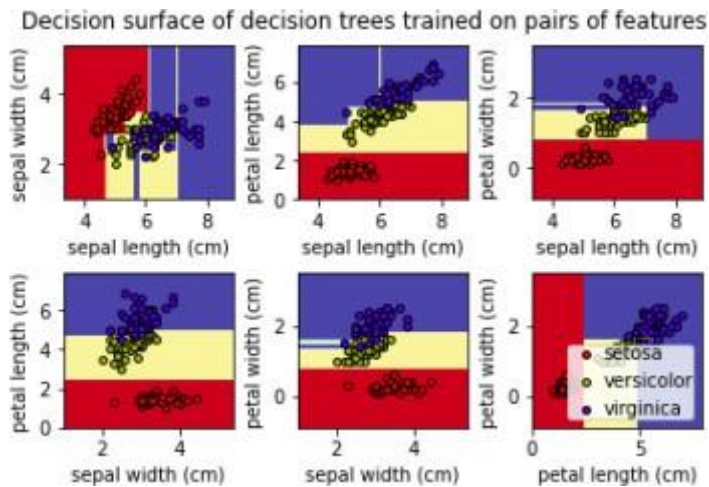 Decision surface of decision trees trained on pairs of features
sepal width (cm)
4
2
4 6 8
sepal length (cm)
petal length (cm)
6
4
2
0
4 6 8
sepal length (cm)
petal width (cm)
2
0
4 6 8
sepal length (cm)
petal length (cm)
6
4
2
0
2 4
sepal width (cm)
petal width (cm)
2
0
2 4
sepal width (cm)
petal width (cm)
2
0
0 5
petal length (cm)
setosa
versicolor
virginica